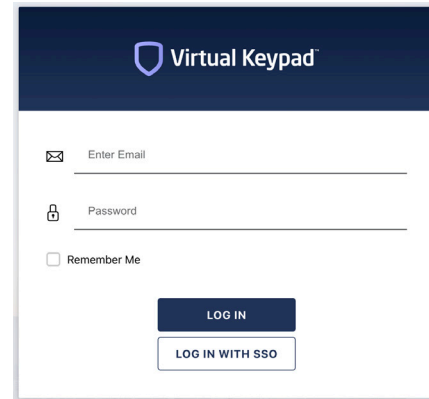 Virtual Keypad™
Enter Email
Password
Remember Me
LOG IN
LOG IN WITH SSO